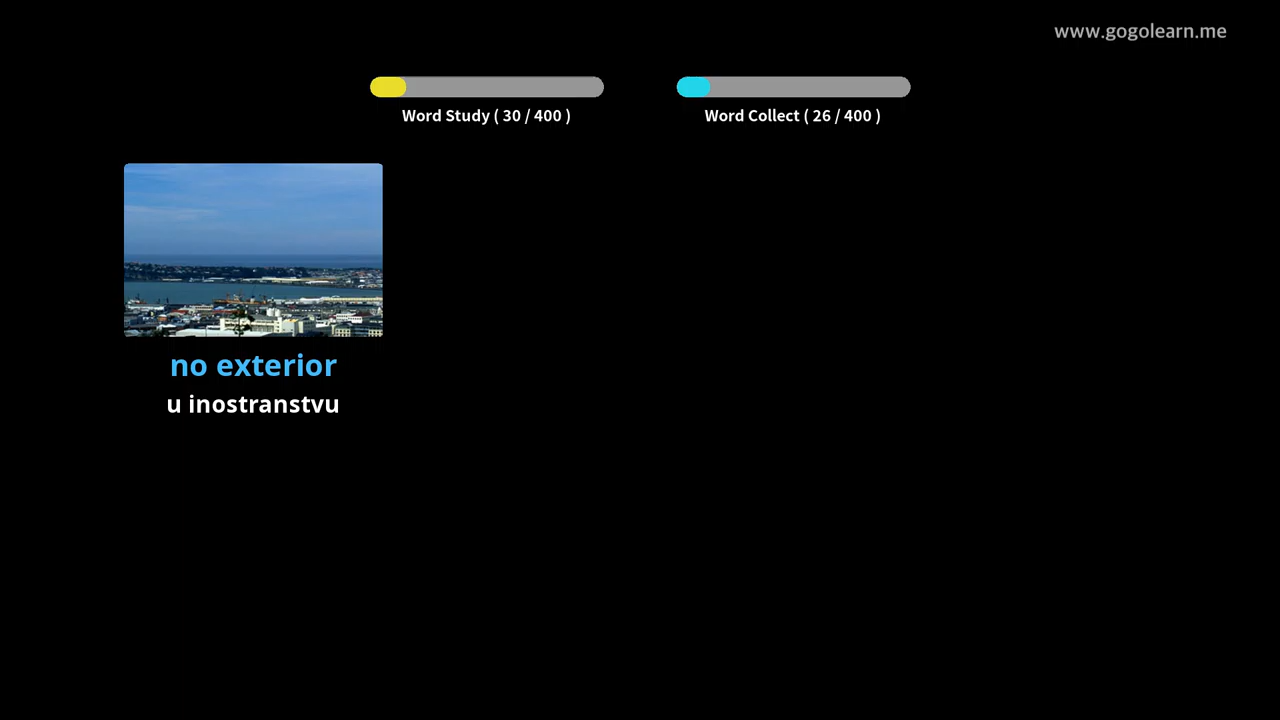 www.gogolearn.me
Word Study ( 30 / 400 )
Word Collect ( 26 / 400 )
no exterior
u inostranstvu